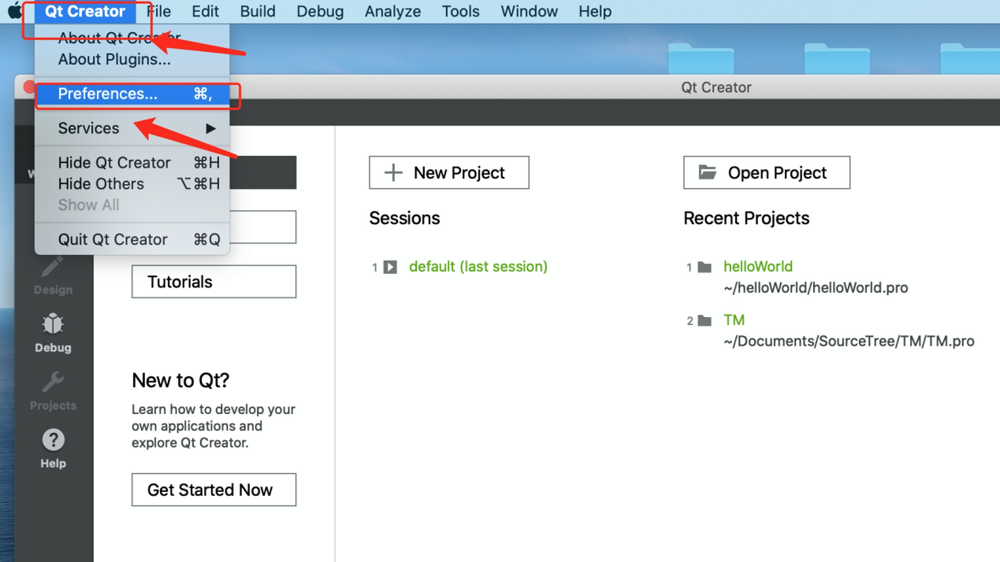 Qt Creator File Edit Build Debug Analyze Tools Window Help
About Qt Creator
About Plugins...
Preferences... ⌘,
Services ▶
Hide Qt Creator ⌘H
Hide Others ⌥⌘H
Show All
Quit Qt Creator ⌘Q
Qt Creator
Design
Debug
Projects
Help
Tutorials
New to Qt?
Learn how to develop your
own applications and
explore Qt Creator.
Get Started Now
New Project
Sessions
1 default (last session)
Open Project
Recent Projects
1 helloWorld
~/helloWorld/helloWorld.pro
2 TM
~/Documents/SourceTree/TM/TM.pro